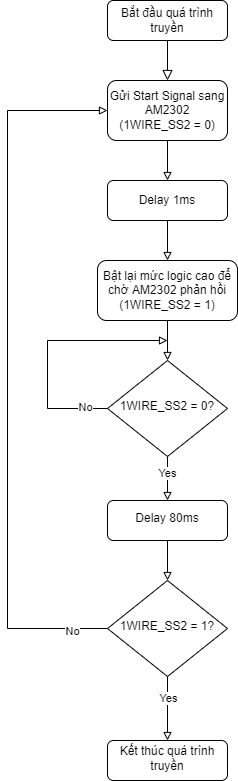 Bắt đầu quá trình
truyền
Gửi Start Signal sang
AM2302
(1WIRE_SS2 = 0)
Delay 1ms
Bật lại mức logic cao để
chờ AM2302 phản hồi
(1WIRE_SS2 = 1)
1WIRE_SS2 = 0?
No
Yes
Delay 80ms
1WIRE_SS2 = 1?
No
Yes
Kết thúc quá trình
truyền